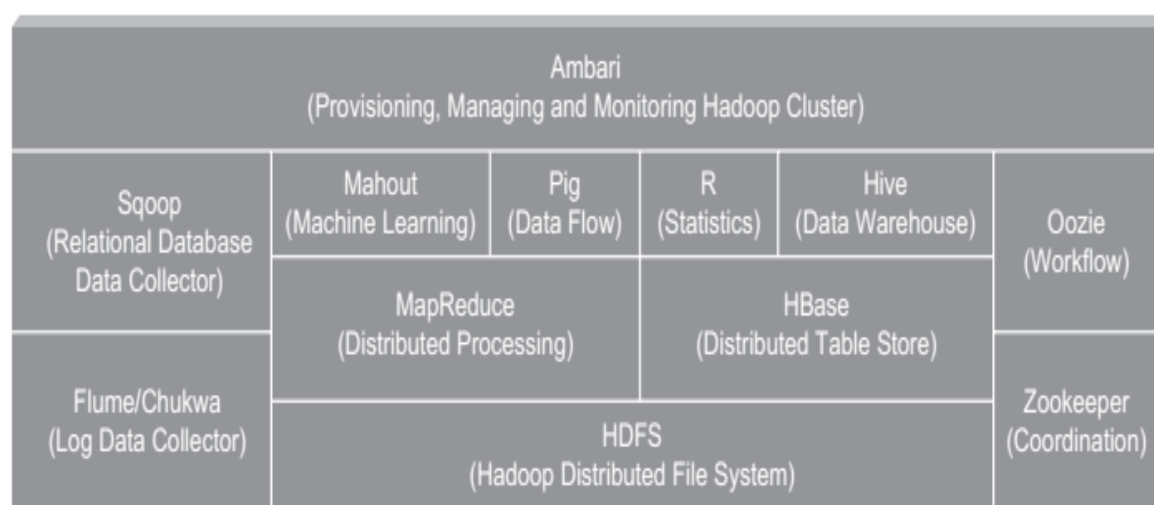 Ambari
(Provisioning, Managing and Monitoring Hadoop Cluster)
Sqoop
(Relational Database
Data Collector)
Mahout
(Machine Learning)
Pig
(Data Flow)
R
(Statistics)
Hive
(Data Warehouse)
Oozie
(Workflow)
MapReduce
(Distributed Processing)
HBase
(Distributed Table Store)
Flume/Chukwa
(Log Data Collector)
HDFS
(Hadoop Distributed File System)
Zookeeper
(Coordination)